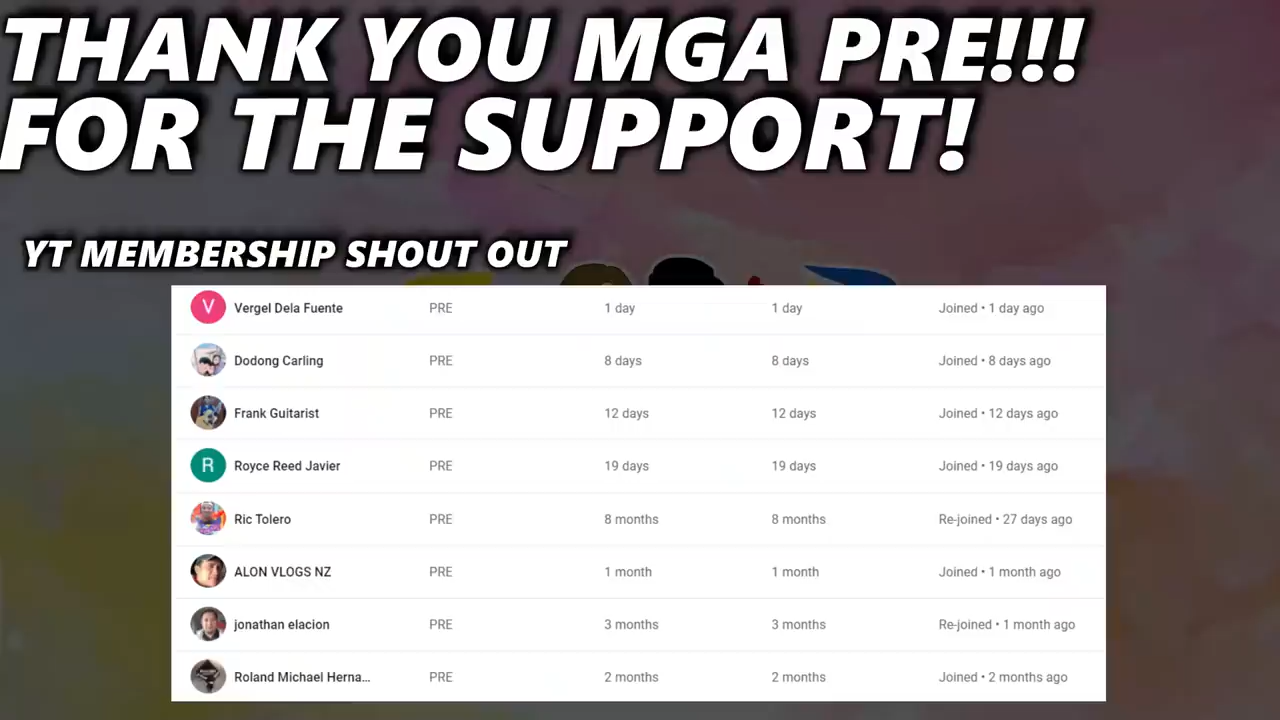 THANK YOU MGA PRE!!!
FOR THE SUPPORT!
YT MEMBERSHIP SHOUT OUT
V Vergel Dela Fuente PRE 1 day 1 day Joined • 1 day ago
Dodong Carling PRE 8 days 8 days Joined • 8 days ago
Frank Guitarist PRE 12 days 12 days Joined • 12 days ago
R Royce Reed Javier PRE 19 days 19 days Joined • 19 days ago
Ric Tolero PRE 8 months 8 months Re-joined • 27 days ago
ALON VLOGS NZ PRE 1 month 1 month Joined • 1 month ago
jonathan elacion PRE 3 months 3 months Re-joined • 1 month ago
Roland Michael Herna... PRE 2 months 2 months Joined • 2 months ago